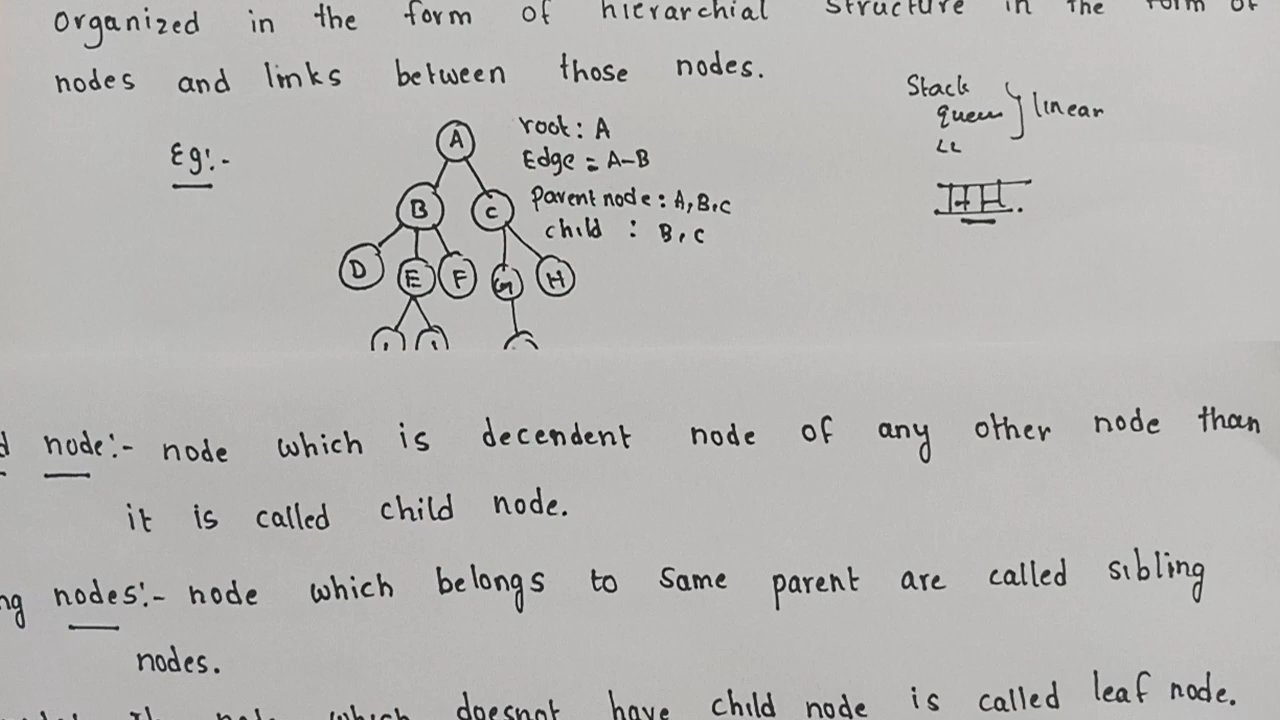 organized in the form of hierarchial structure in the form of
nodes and links between those nodes.
Stack
queue
LL
linear
Eg:-
A
root: A
Edge = A-B
B
C
parent node: A, B, C
child : B, C
D
E
F
G
H
node:- node which is decendent node of any other node than
it is called child node.
nodes:- node which belongs to same parent are called sibling
nodes.
which doesnot have child node is called leaf node.